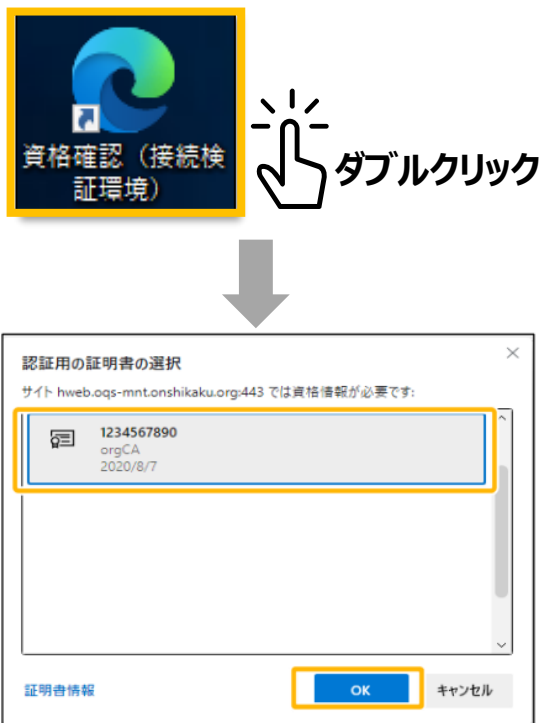 資格確認（接続検
証環境）
ダブルクリック
認証用の証明書の選択
サイト hweb.oqs-mnt.onshikaku.org:443 では資格情報が必要です:
1234567890
orgCA
2020/8/7
証明書情報
OK
キャンセル